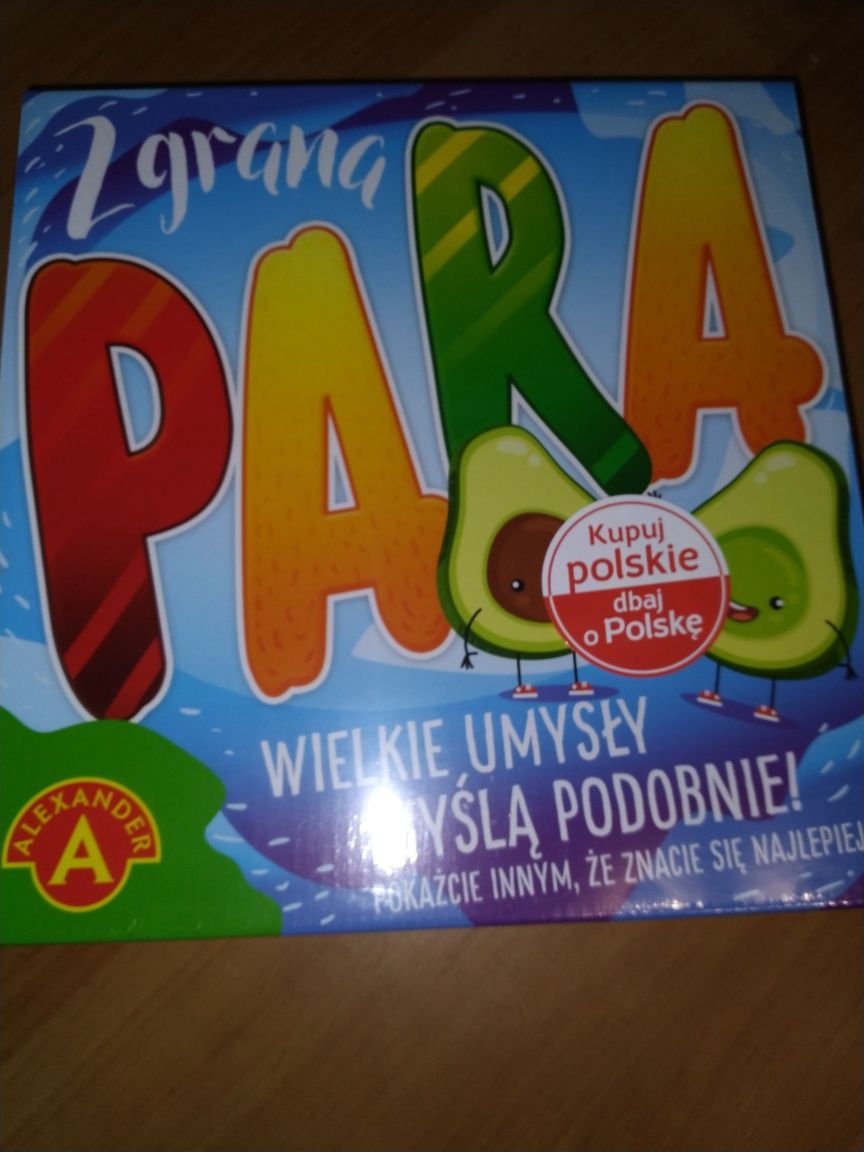 Zgrana
PARA
Kupuj
polskie
dbaj
o Polskę
WIELKIE UMYSŁY
MYŚLĄ PODOBNIE!
POKAŻCIE INNYM, ŻE ZNACIE SIĘ NAJLEPIEJ
ALEXANDER
A